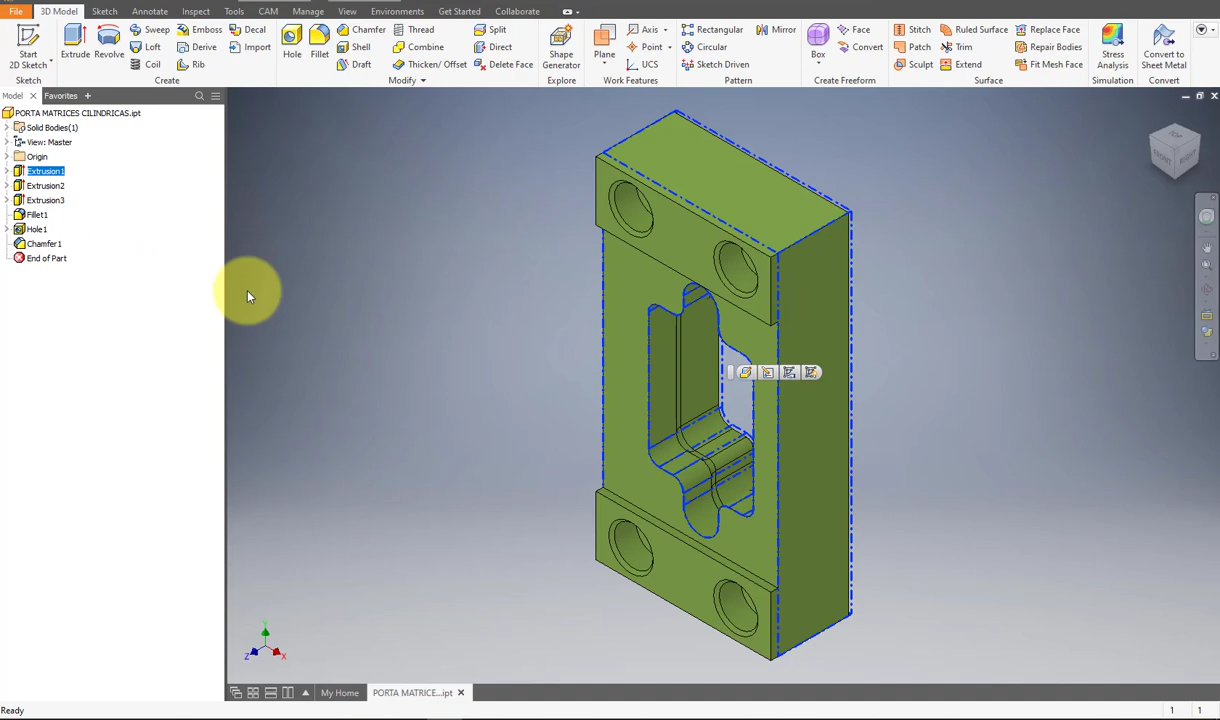 File 3D Model Sketch Annotate Inspect Tools Manage View Environments Get Started Collaborate
Start
2D Sketch
Sketch
Extrude Revolve
Sweep Emboss Decal
Loft Derive Import
Coil Rib
Create
Hole Fillet
Chamfer Thread Split
Shell Combine Direct
Draft Thicken/ Offset Delete Face
Modify
Shape
Generator
Explore
Plane
Axis
Point
UCS
Work Features
Rectangular Mirror
Circular
Sketch Driven
Pattern
Box
Face
Convert
Create Freeform
Stitch Ruled Surface Replace Face
Patch Trim Repair Bodies
Sculpt Extend Fit Mesh Face
Surface
Stress
Analysis
Simulation
Convert to
Sheet Metal
Convert
Model Favorites
PORTA MATRICES CILINDRICAS.ipt
Solid Bodies(1)
View: Master
Origin
Extrusion1
Extrusion2
Extrusion3
Fillet1
Hole1
Chamfer1
End of Part
TOP
FRONT RIGHT
Y
Z X
My Home PORTA MATRICE...ipt
Ready 1 1